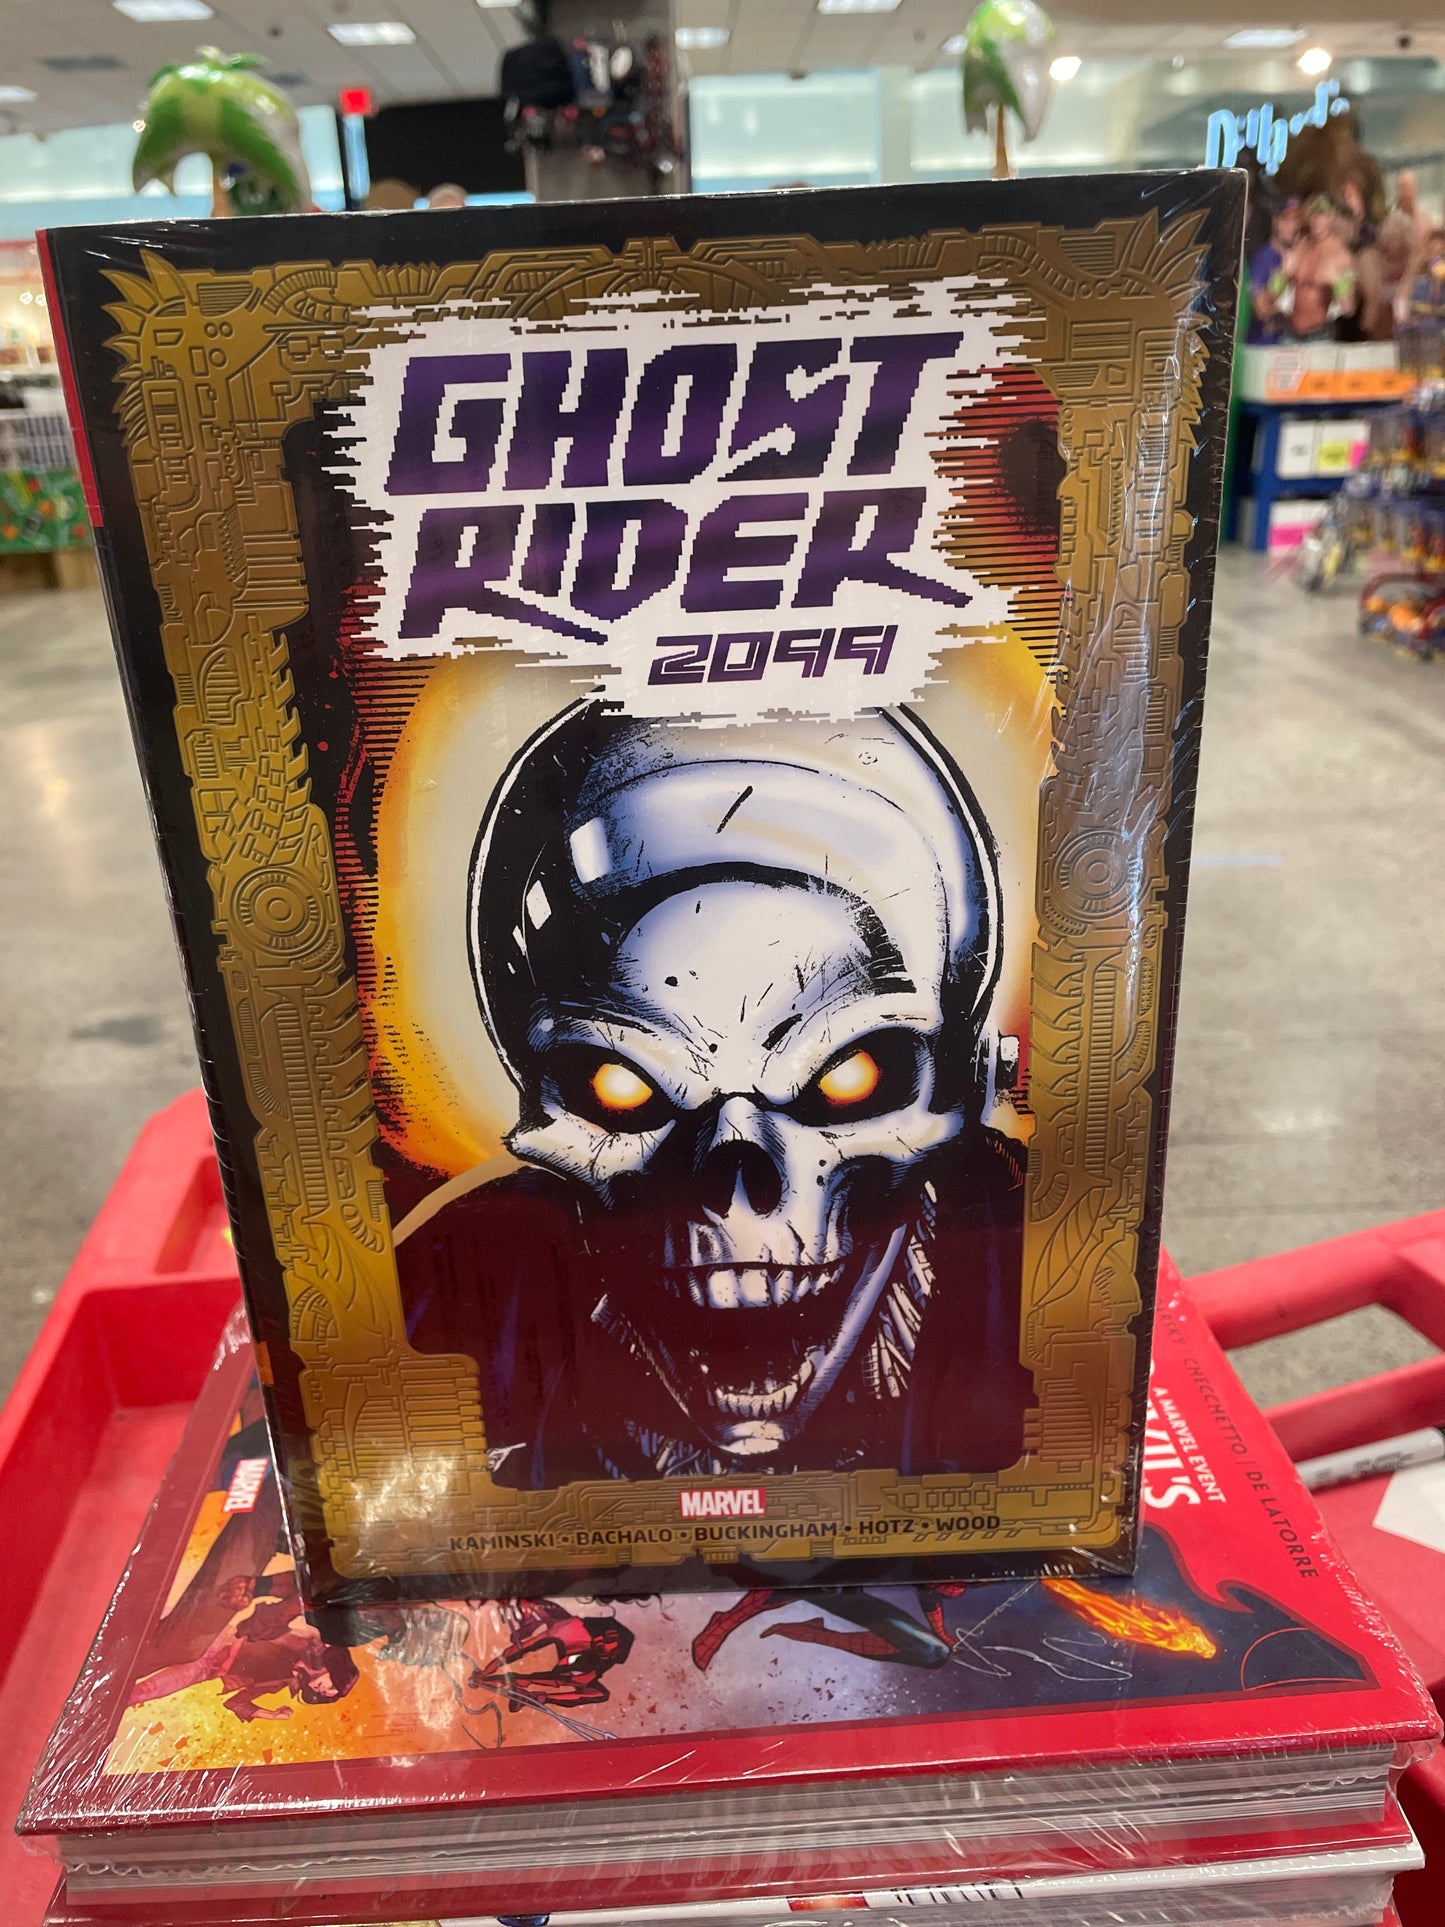 GHOST
RIDER
2099
MARVEL
KAMINSKI • BACHALO • BUCKINGHAM • HOTZ • WOOD
MARVEL
A MARVEL EVENT
CHECCHETTO | DE LATORRE